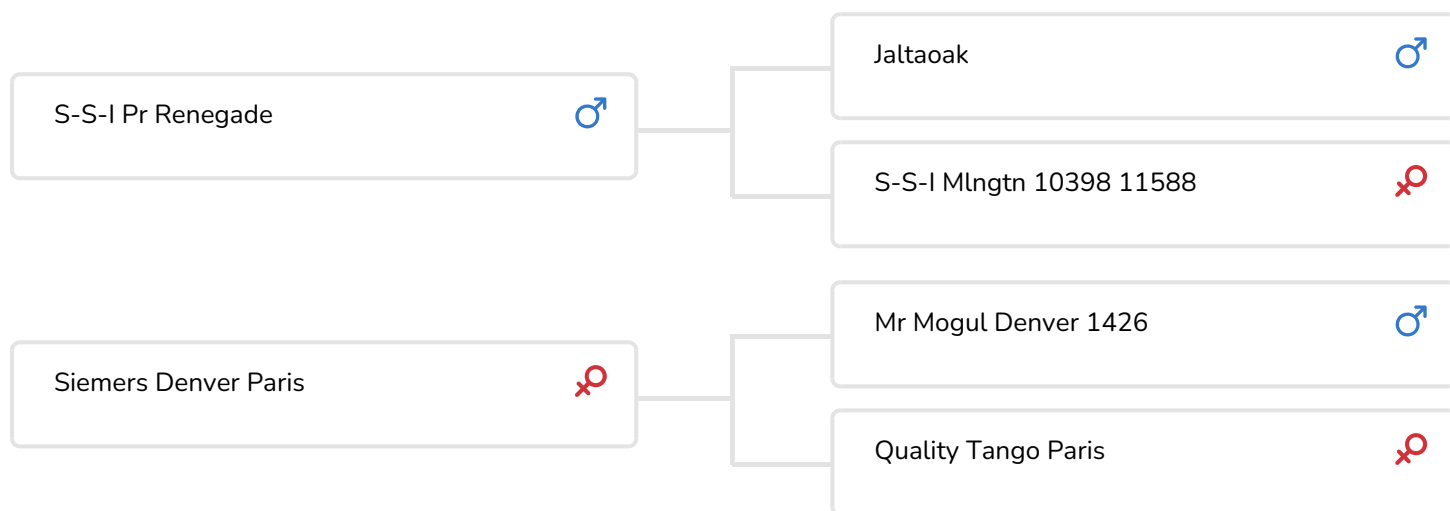 Jaltaoak
S-S-I Pr Renegade
S-S-I Mlngtn 10398 11588
Mr Mogul Denver 1426
Siemers Denver Paris
Quality Tango Paris